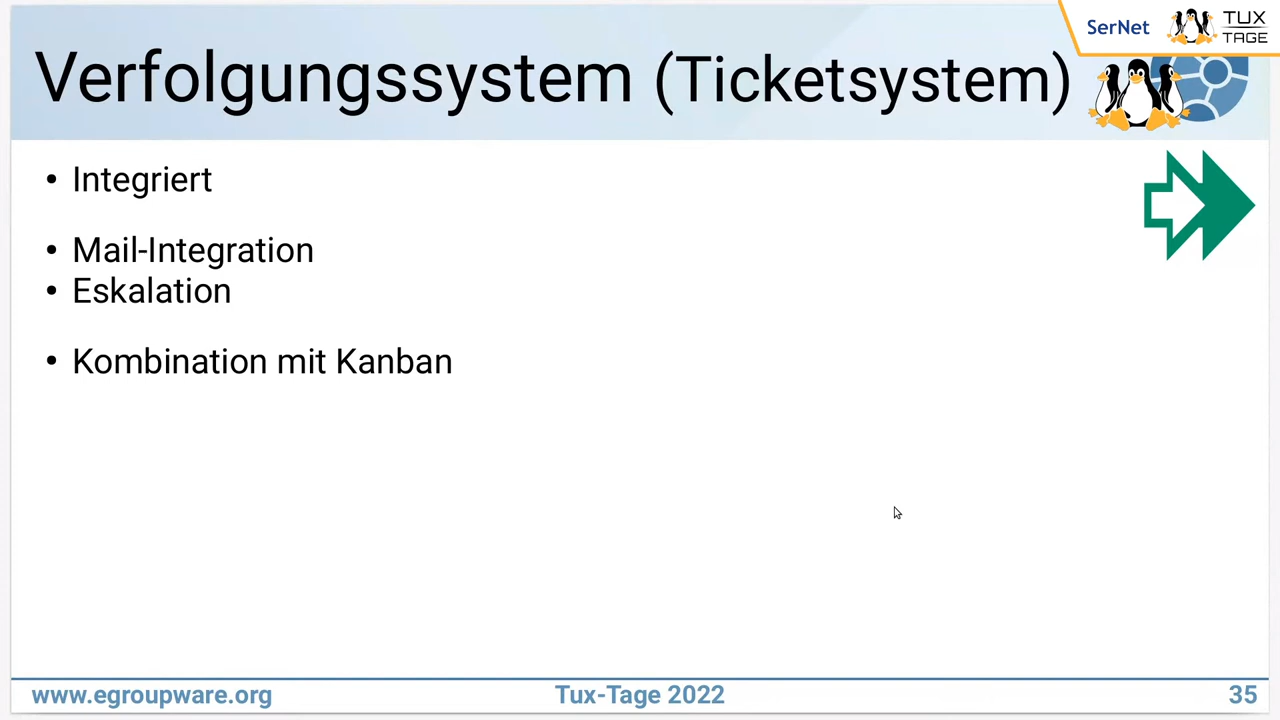 SerNet
TUX
TAGE
Verfolgungssystem (Ticketsystem)
• Integriert
• Mail-Integration
• Eskalation
• Kombination mit Kanban
www.egroupware.org
Tux-Tage 2022
35